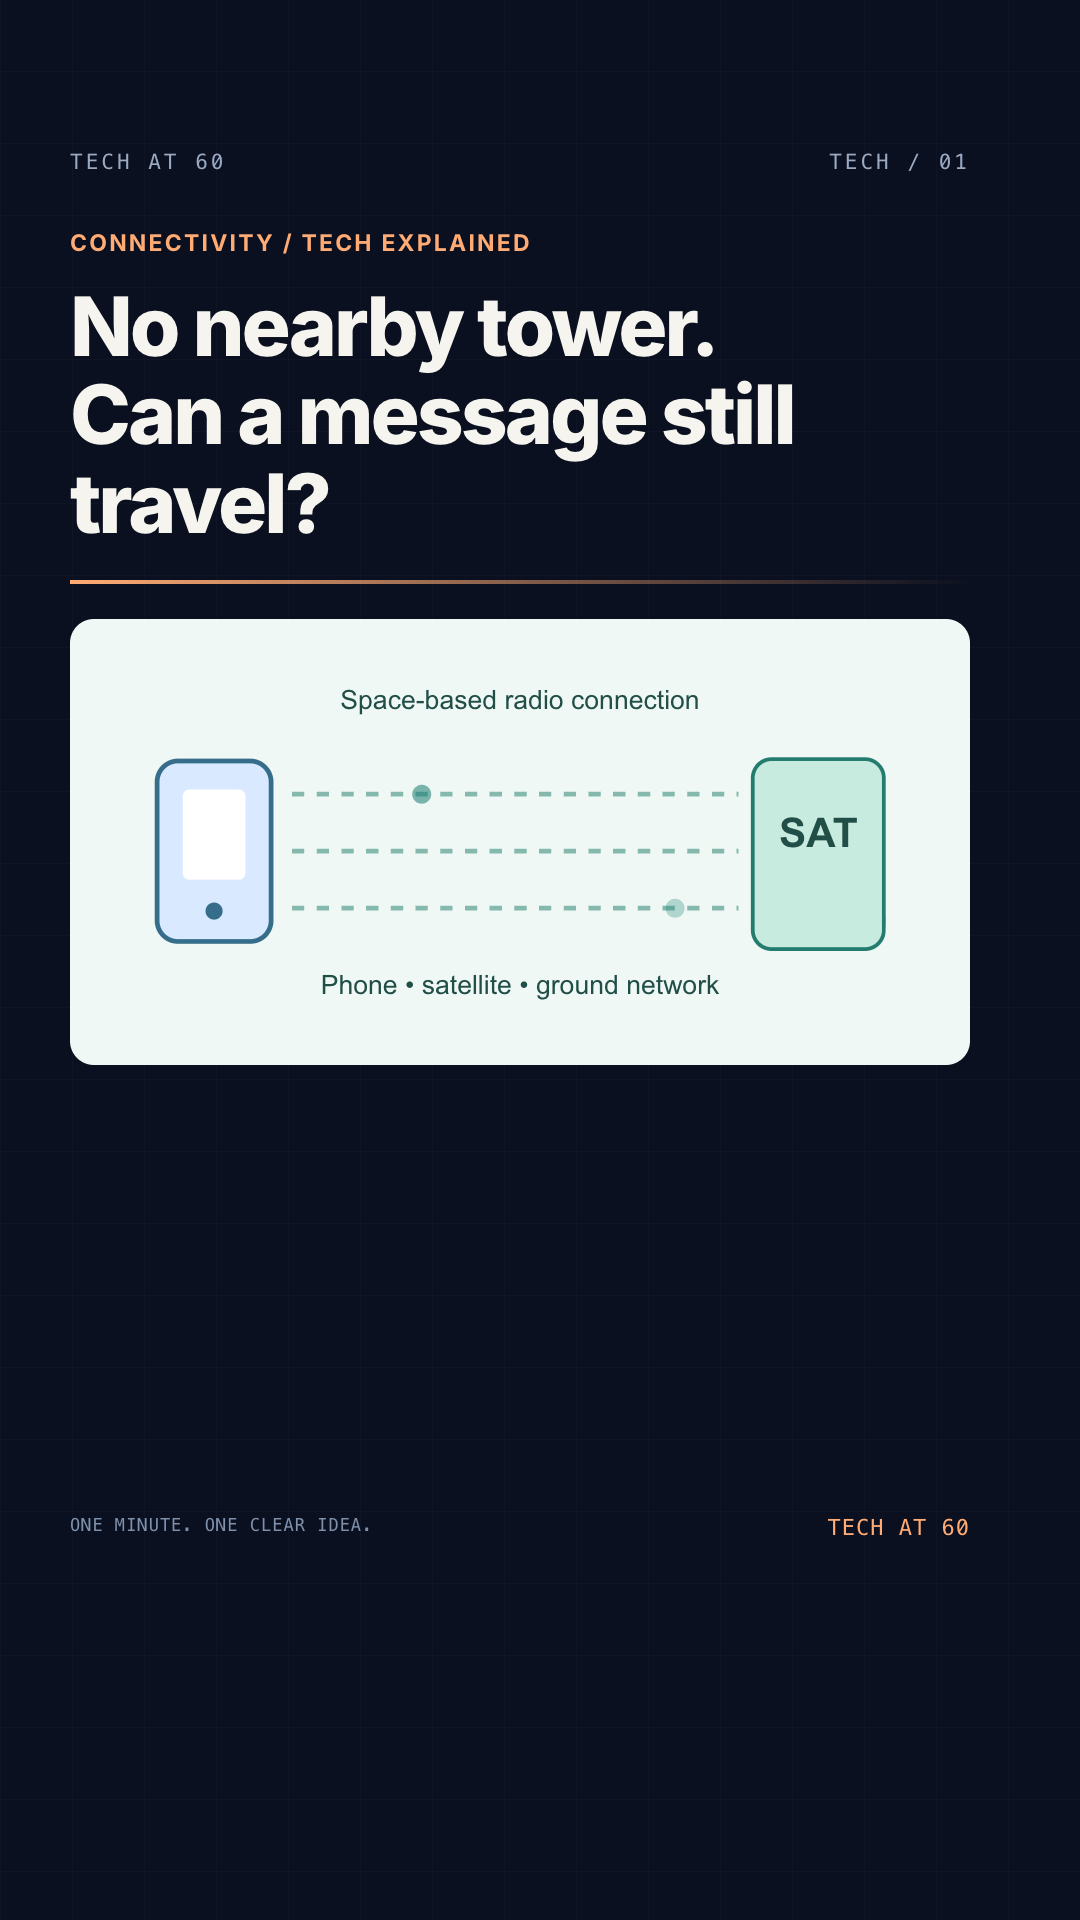 TECH AT 60
TECH / 01
CONNECTIVITY / TECH EXPLAINED
No nearby tower.
Can a message still
travel?
Space-based radio connection
SAT
Phone • satellite • ground network
ONE MINUTE. ONE CLEAR IDEA.
TECH AT 60